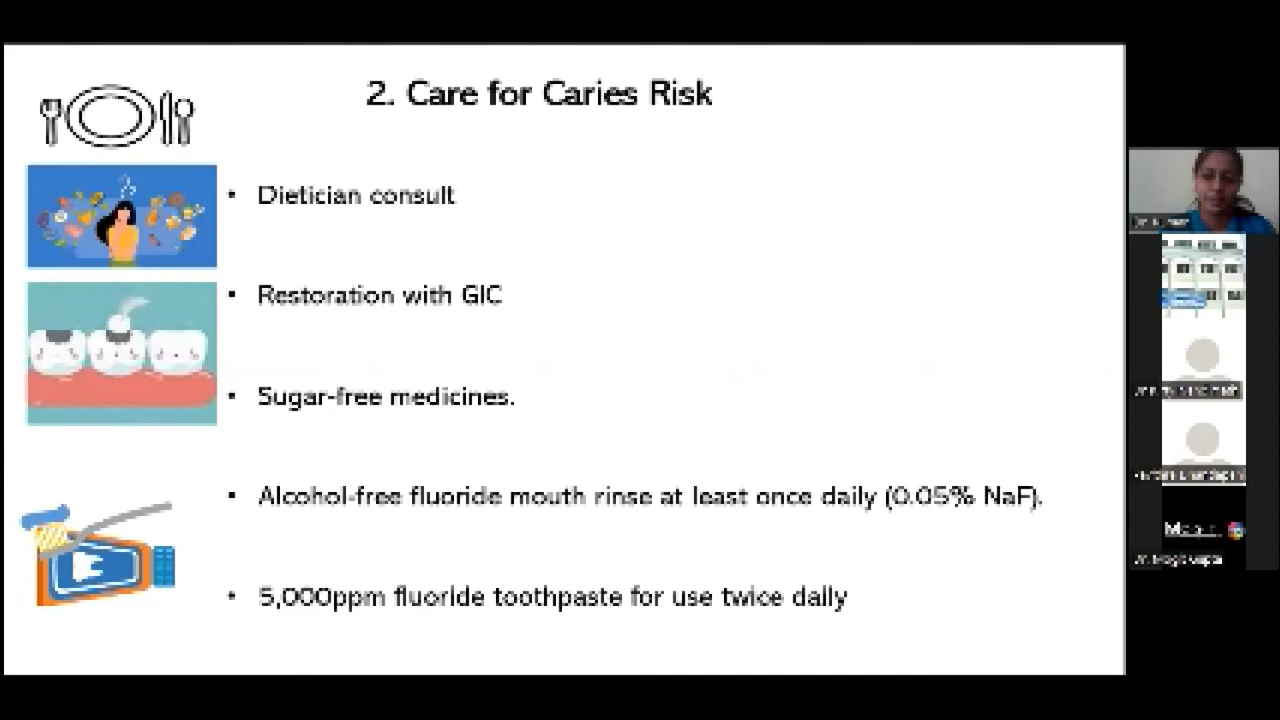 2. Care for Caries Risk
• Dietician consult
• Restoration with GIC
• Sugar-free medicines.
• Alcohol-free fluoride mouth rinse at least once daily (0.05% NaF).
• 5,000ppm fluoride toothpaste for use twice daily